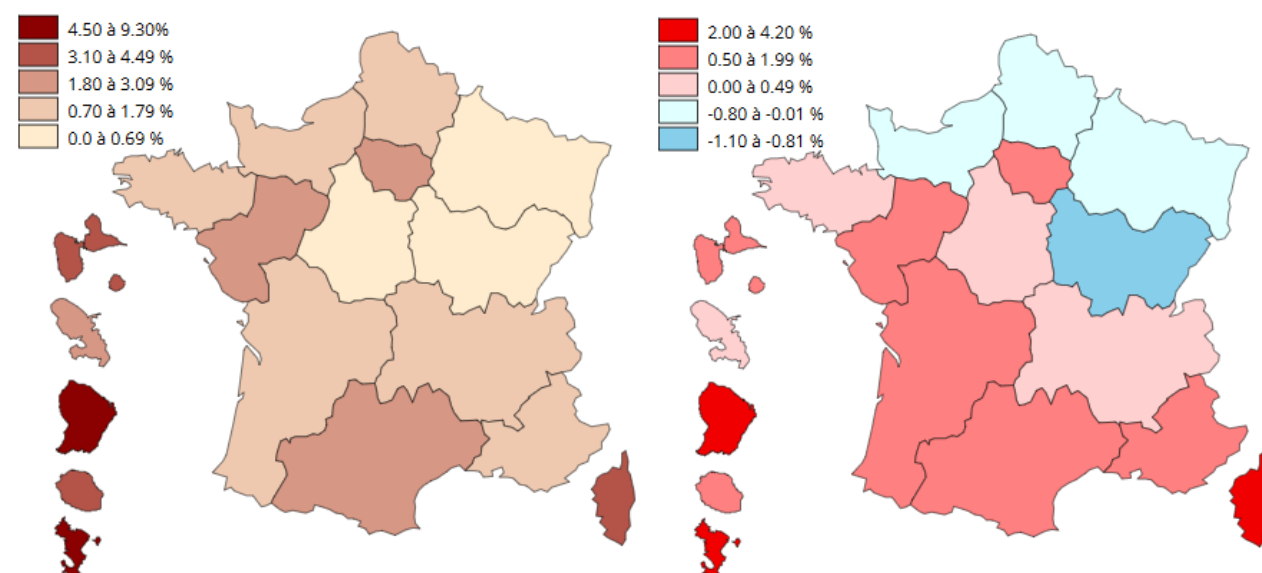 4.50 à 9.30%
3.10 à 4.49 %
1.80 à 3.09 %
0.70 à 1.79 %
0.0 à 0.69 %
2.00 à 4.20 %
0.50 à 1.99 %
0.00 à 0.49 %
-0.80 à -0.01 %
-1.10 à -0.81 %